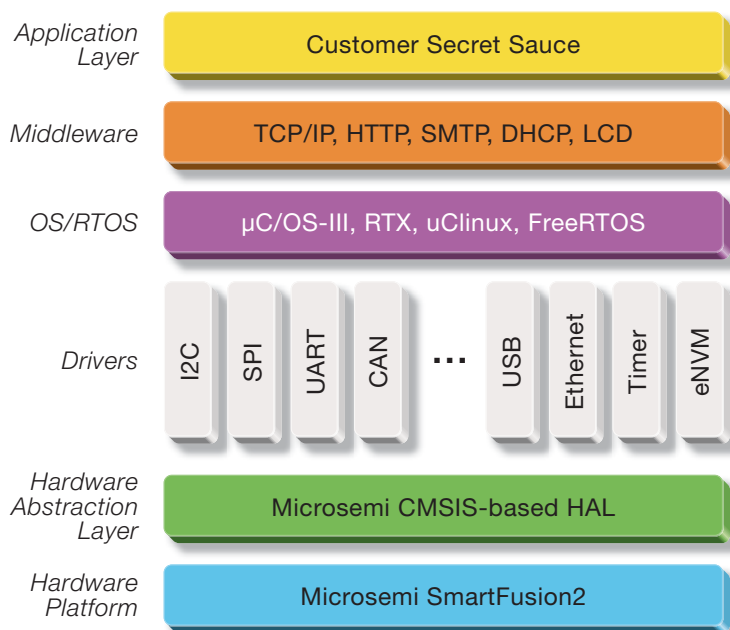 Application
Layer
Customer Secret Sauce
Middleware
TCP/IP, HTTP, SMTP, DHCP, LCD
OS/RTOS
µC/OS-III, RTX, uClinux, FreeRTOS
Drivers
I2C
SPI
UART
CAN
...
USB
Ethernet
Timer
eNVM
Hardware
Abstraction
Layer
Microsemi CMSIS-based HAL
Hardware
Platform
Microsemi SmartFusion2